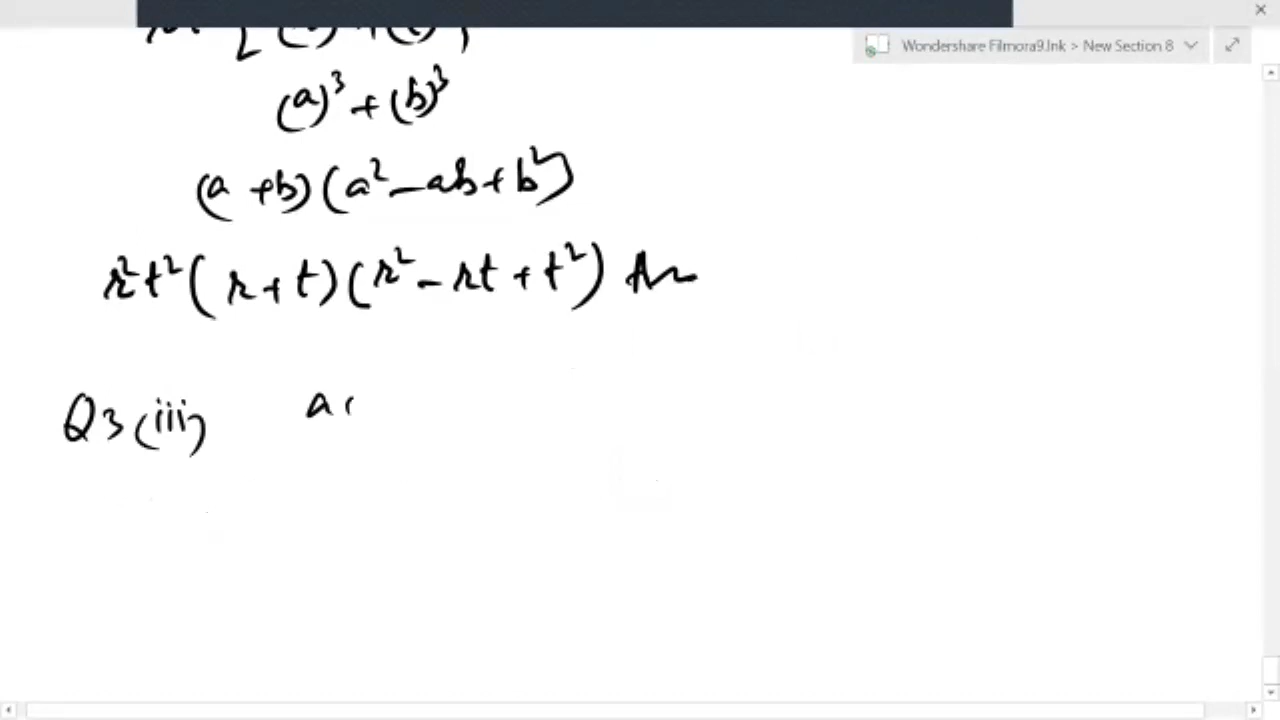 Wondershare Filmora9.lnk > New Section 8
(a)³ + (b)³
(a + b) (a² - ab + b²)
r²t² (r + t) (r² - rt + t²) Ans
Q3 (iii) a (